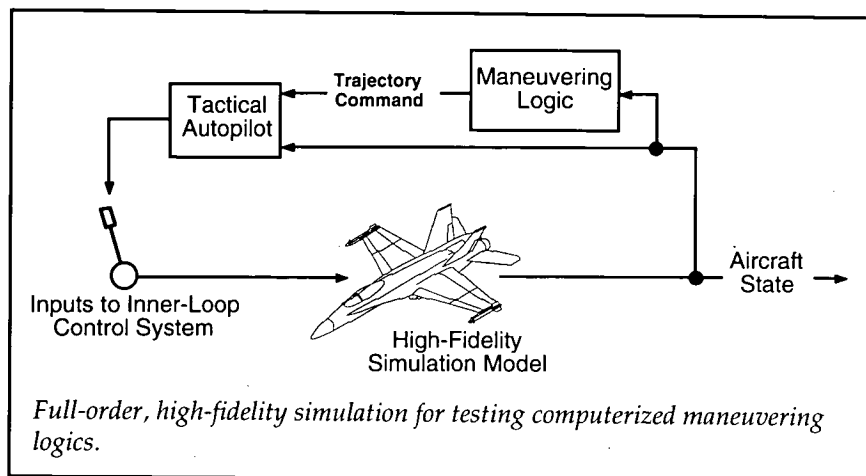 Tactical
Autopilot
Trajectory
Command
Maneuvering
Logic
Inputs to Inner-Loop
Control System
High-Fidelity
Simulation Model
Aircraft
State
Full-order, high-fidelity simulation for testing computerized maneuvering
logics.